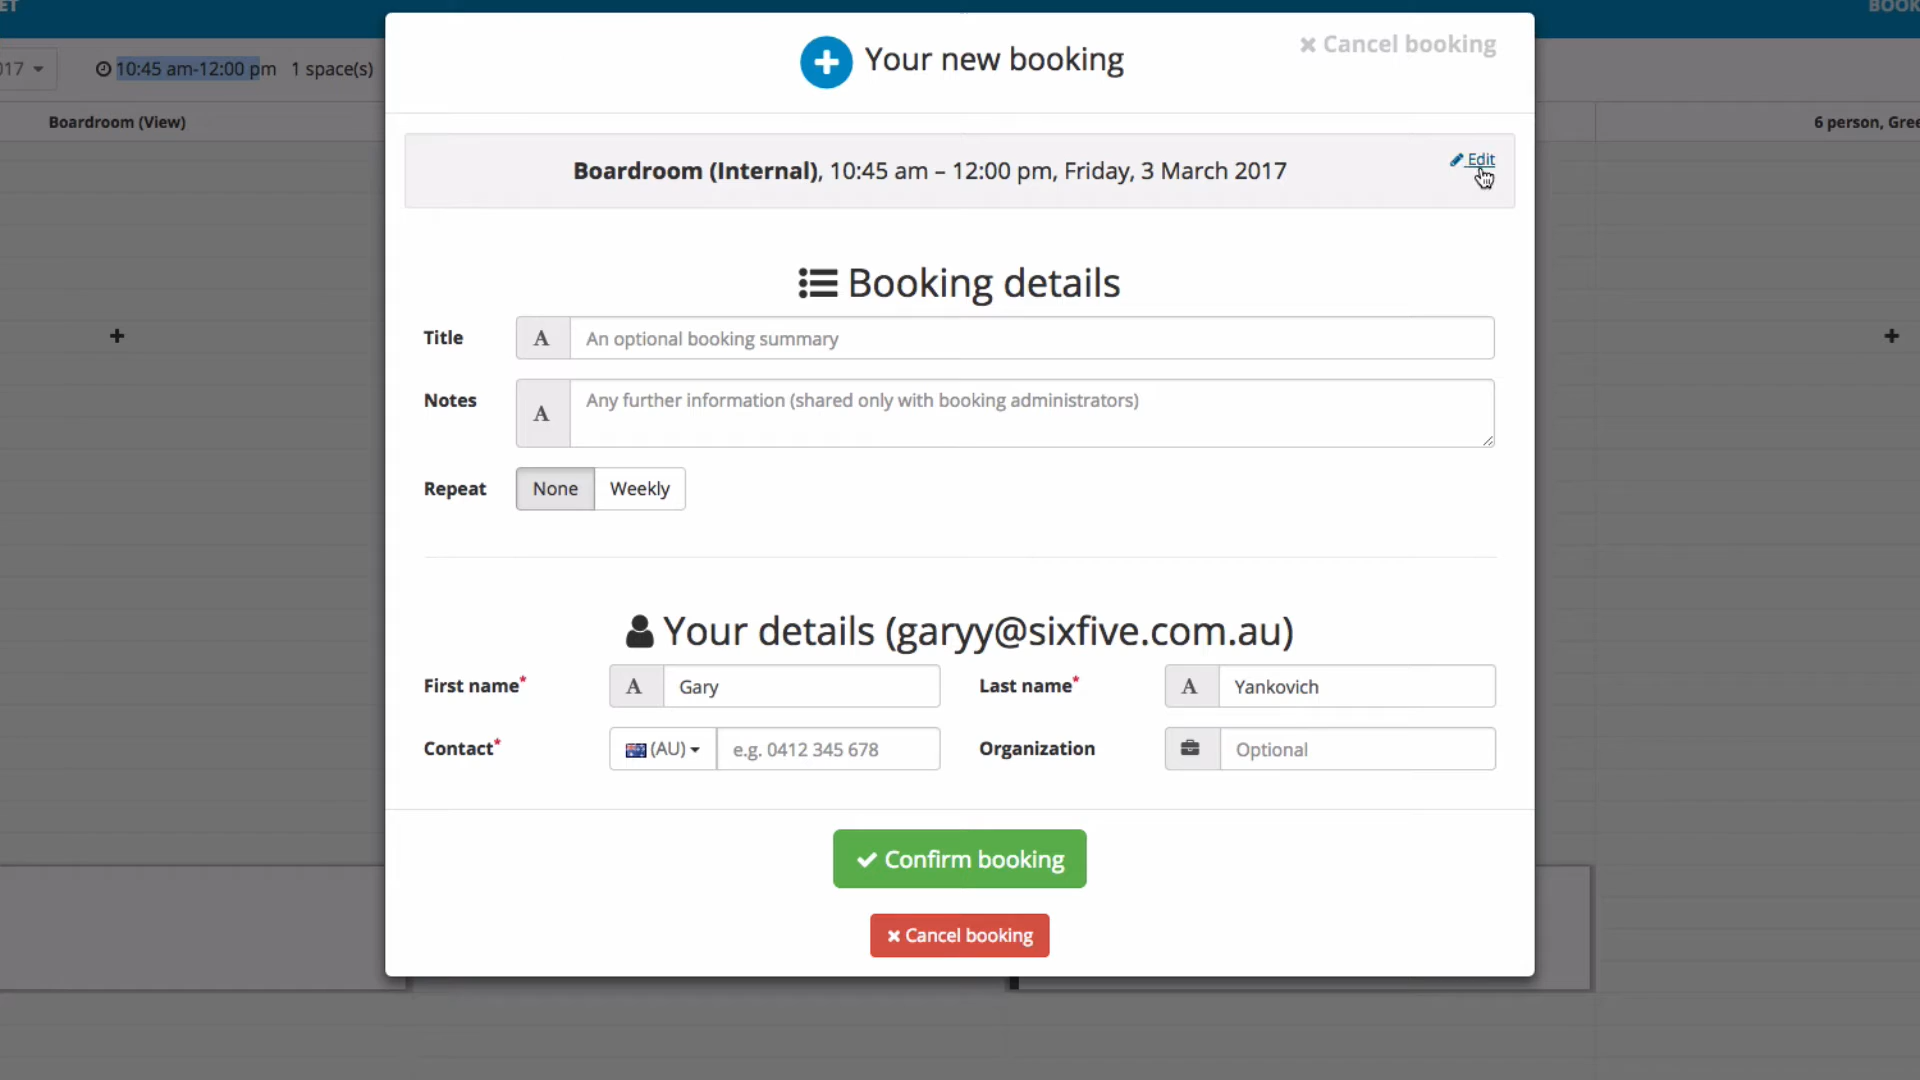 Your new booking
Cancel booking
017
10:45 am-12:00 pm 1 space(s)
Boardroom (View)
6 person,
Boardroom (Internal), 10:45 am – 12:00 pm, Friday, 3 March 2017
Edit
Booking details
Title
A
An optional booking summary
Notes
A
Any further information (shared only with booking administrators)
Repeat
None
Weekly
Your details (garyy@sixfive.com.au)
First name*
A
Gary
Last name*
A
Yankovich
Contact*
(AU)
e.g. 0412 345 678
Organization
Optional
Confirm booking
Cancel booking